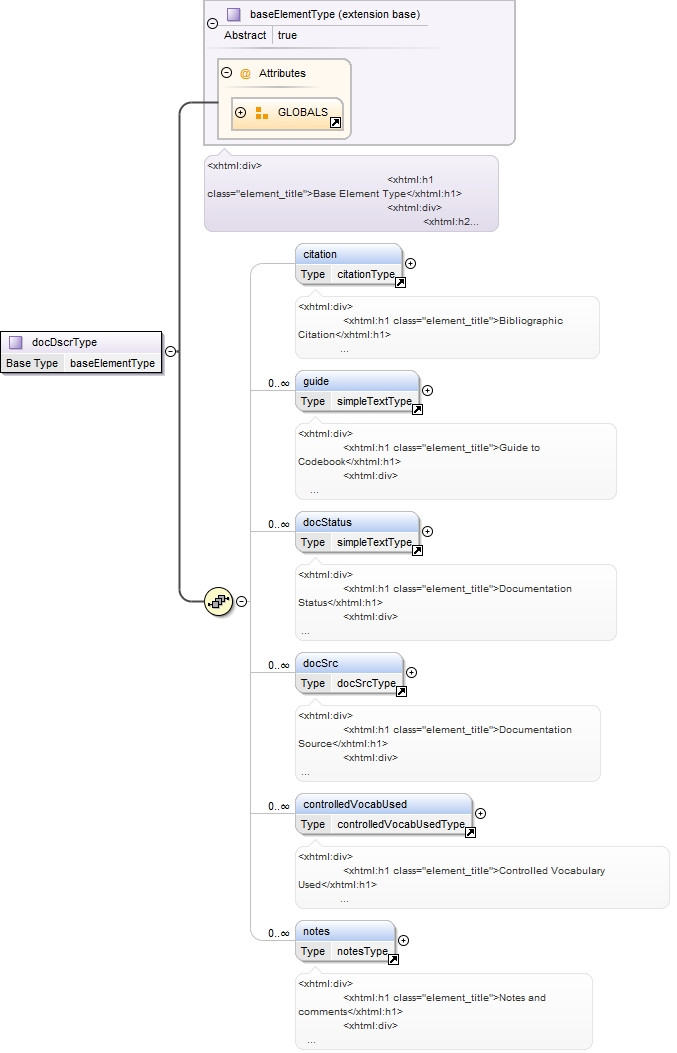 baseElementType (extension base)
Abstract true
@ Attributes
GLOBALS
<xhtml:div>
<xhtml:h1
class="element_title">Base Element Type</xhtml:h1>
<xhtml:div>
<xhtml:h2...
docDscrType
Base Type baseElementType
citation
Type citationType
<xhtml:div>
<xhtml:h1 class="element_title">Bibliographic
Citation</xhtml:h1>
...
0..∞ guide
Type simpleTextType
<xhtml:div>
<xhtml:h1 class="element_title">Guide to
Codebook</xhtml:h1>
<xhtml:div>
...
0..∞ docStatus
Type simpleTextType
<xhtml:div>
<xhtml:h1 class="element_title">Documentation
Status</xhtml:h1>
<xhtml:div>
...
0..∞ docSrc
Type docSrcType
<xhtml:div>
<xhtml:h1 class="element_title">Documentation
Source</xhtml:h1>
<xhtml:div>
...
0..∞ controlledVocabUsed
Type controlledVocabUsedType
<xhtml:div>
<xhtml:h1 class="element_title">Controlled Vocabulary
Used</xhtml:h1>
...
0..∞ notes
Type notesType
<xhtml:div>
<xhtml:h1 class="element_title">Notes and
comments</xhtml:h1>
<xhtml:div>
...